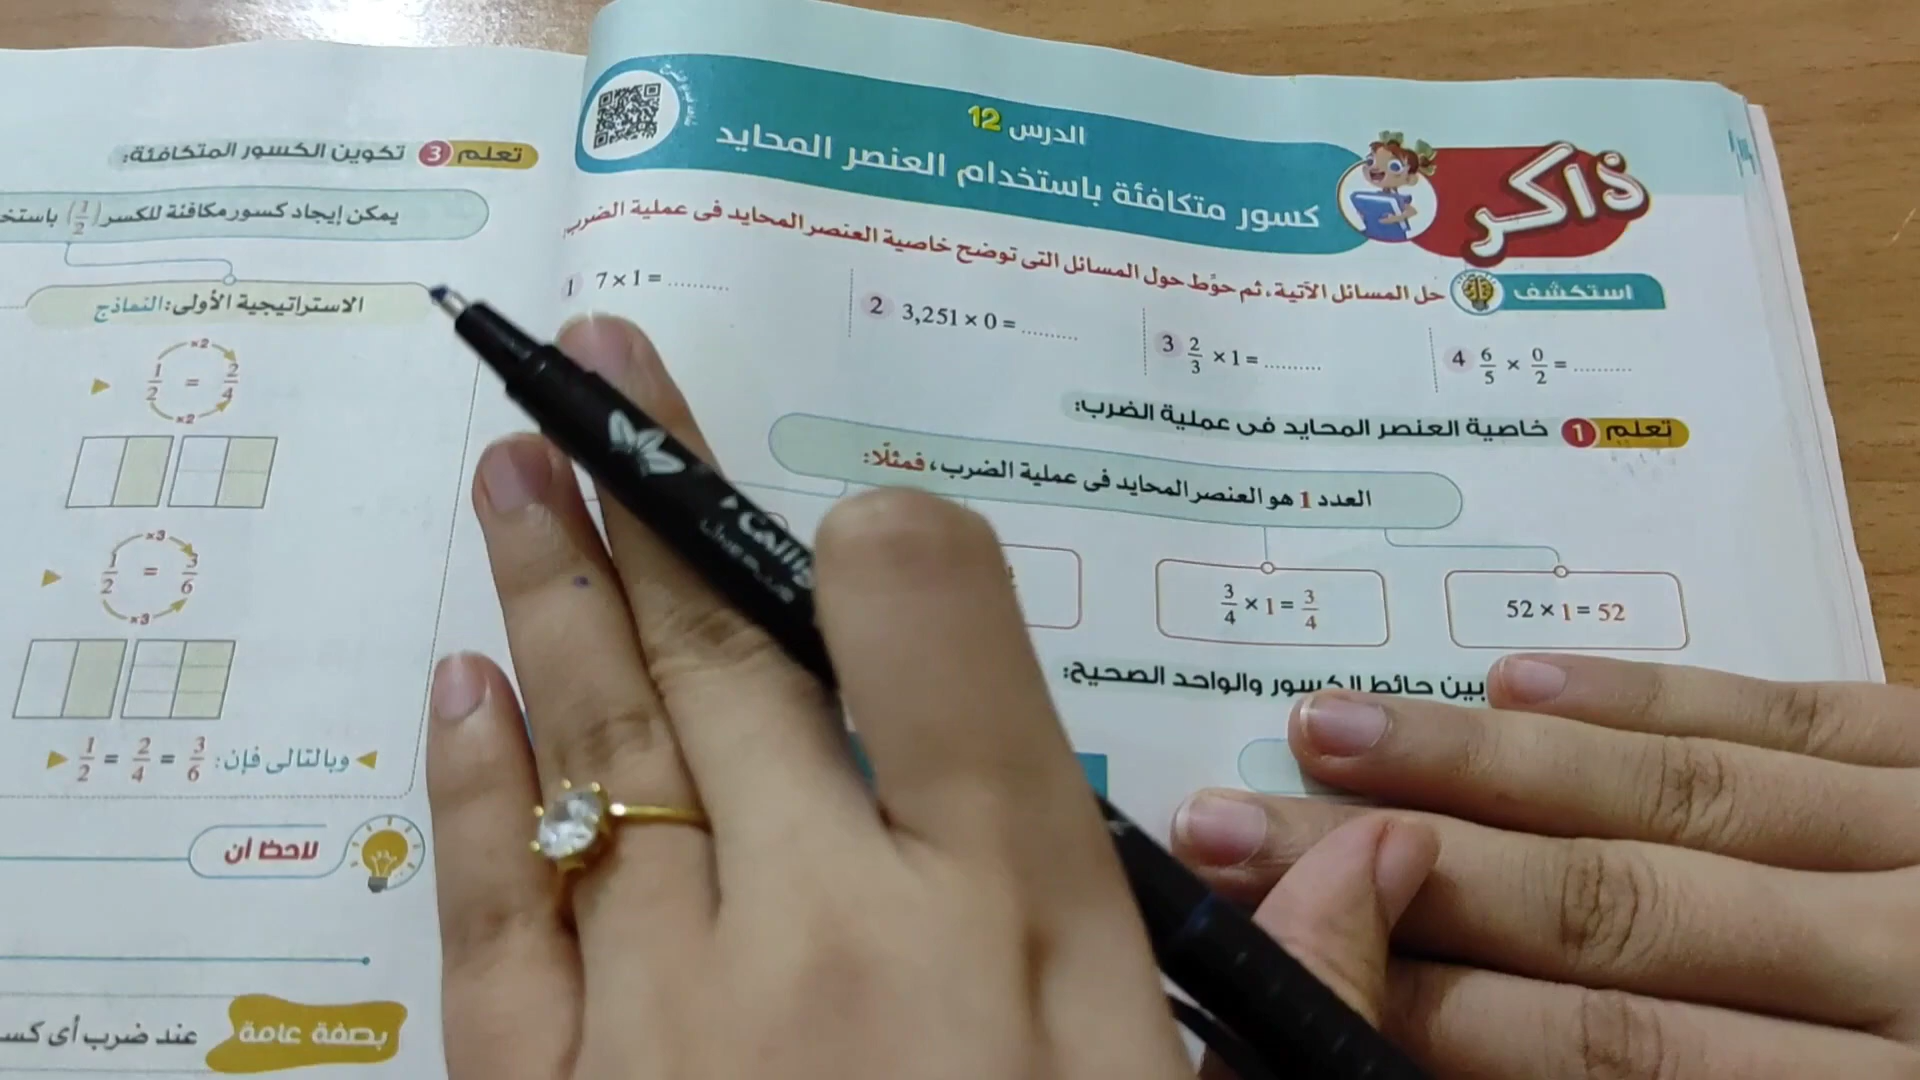 الدرس 12
كسور متكافئة باستخدام العنصر المحايد
ذاكر
استكشف حل المسائل الآتية، ثم حوِّط حول المسائل التى توضح خاصية العنصر المحايد فى عملية الضرب.
1 7 × 1 = ..........
2 3,251 × 0 = ..........
3 2/3 × 1 = ..........
4 6/5 × 0/2 = ..........
تعلم 1 خاصية العنصر المحايد فى عملية الضرب:
العدد 1 هو العنصر المحايد فى عملية الضرب، فمثلًا:
52 × 1 = 52
3/4 × 1 = 3/4
بين حائط الكسور والواحد الصحيح:
تعلم 3 تكوين الكسور المتكافئة:
يمكن إيجاد كسور مكافئة للكسر (1/2)
الاستراتيجية الأولى: النماذج
×2
1/2 = 2/4
×2
×3
1/2 = 3/6
×3
وبالتالى فإن: 1/2 = 2/4 = 3/6
لاحظ أن
بصفة عامة عند ضرب أى
Calli